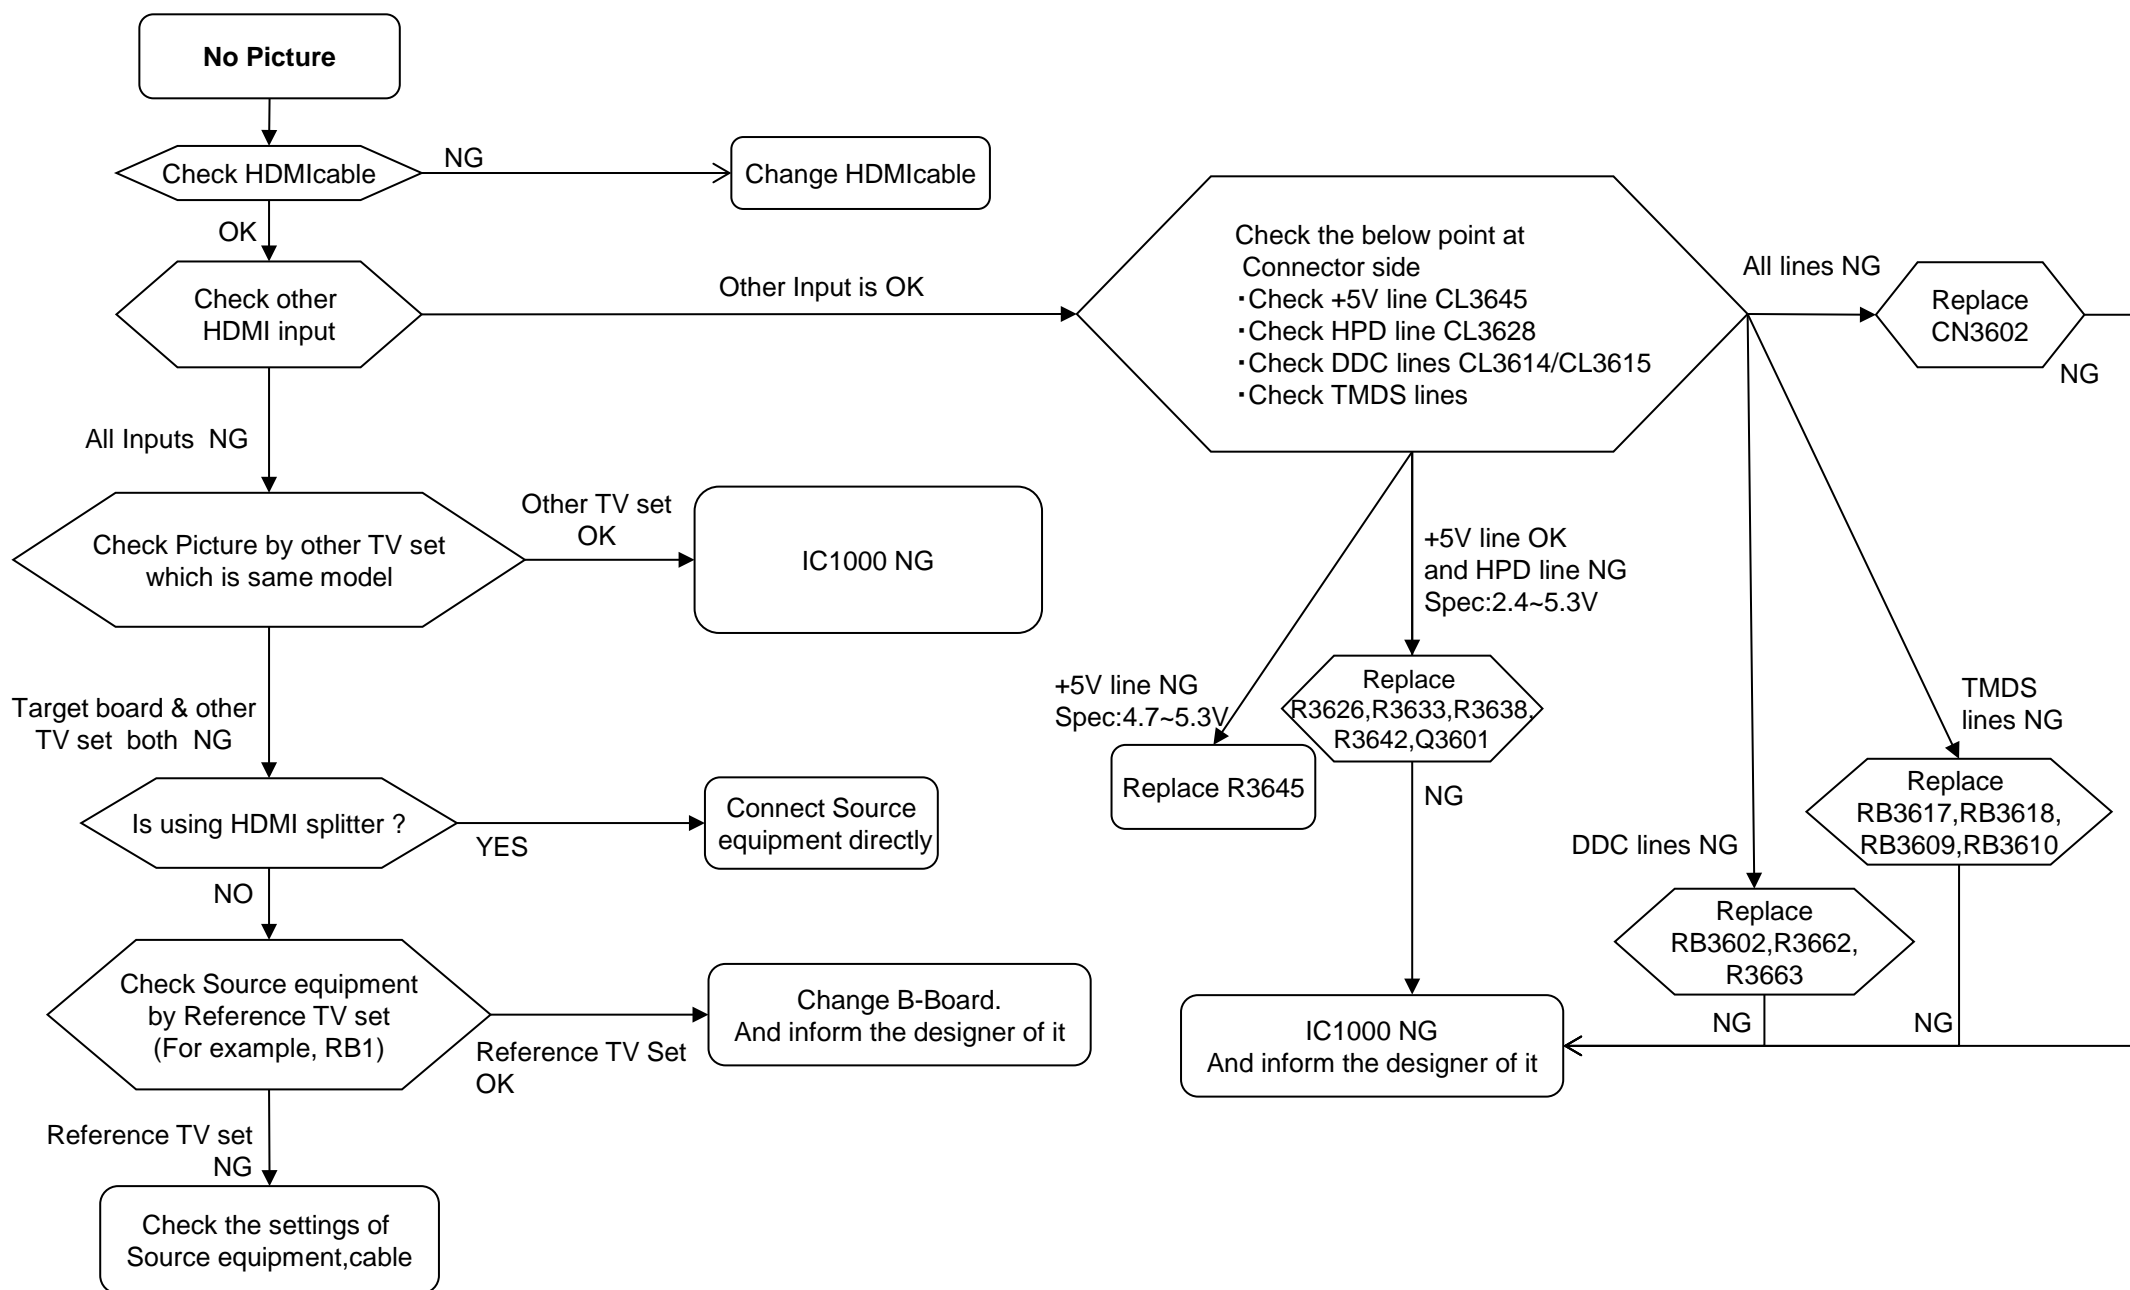 No Picture
Check HDMIcable
NG
Change HDMIcable
OK
Check other
HDMI input
Other Input is OK
Check the below point at
Connector side
・Check +5V line CL3645
・Check HPD line CL3628
・Check DDC lines CL3614/CL3615
・Check TMDS lines
All lines NG
Replace
CN3602
NG
All Inputs NG
Check Picture by other TV set
which is same model
Other TV set
OK
IC1000 NG
+5V line OK
and HPD line NG
Spec:2.4~5.3V
+5V line NG
Spec:4.7~5.3V
Replace
R3626,R3633,R3638,
R3642,Q3601
Replace R3645
NG
TMDS
lines NG
Replace
RB3617,RB3618,
RB3609,RB3610
DDC lines NG
Replace
RB3602,R3662,
R3663
NG
NG
Target board & other
TV set both NG
Is using HDMI splitter ?
YES
Connect Source
equipment directly
NO
Check Source equipment
by Reference TV set
(For example, RB1)
Reference TV Set
OK
Change B-Board.
And inform the designer of it
IC1000 NG
And inform the designer of it
Reference TV set
NG
Check the settings of
Source equipment,cable